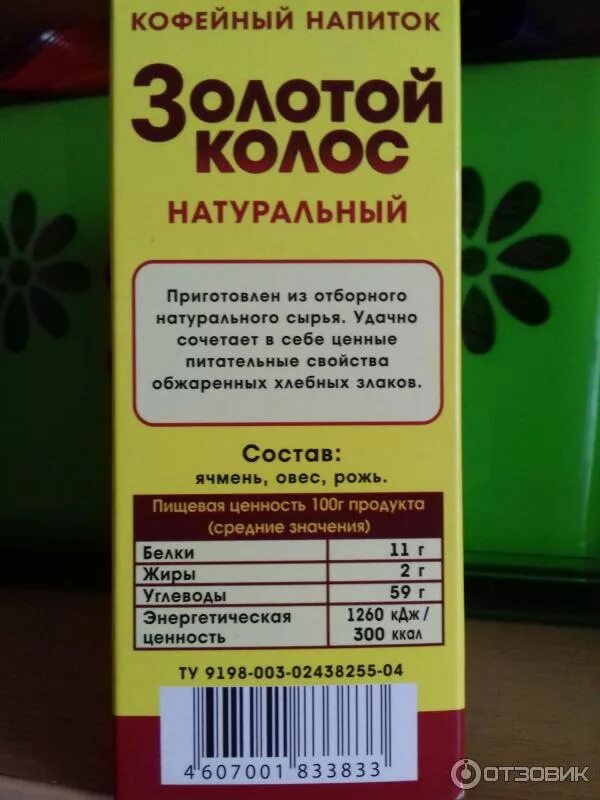 КОФЕЙНЫЙ НАПИТОК
ЗОЛОТОЙ
КОЛОС
НАТУРАЛЬНЫЙ
Приготовлен из отборного
натурального сырья. Удачно
сочетает в себе ценные
питательные свойства
обжаренных хлебных злаков.
Состав:
ячмень, овес, рожь.
Пищевая ценность 100г продукта
(средние значения)
Белки 11 г
Жиры 2 г
Углеводы 59 г
Энергетическая 1260 кДж/
ценность 300 ккал
ТУ 9198-003-02438255-04
4 607001 833833
ОТЗОВИК